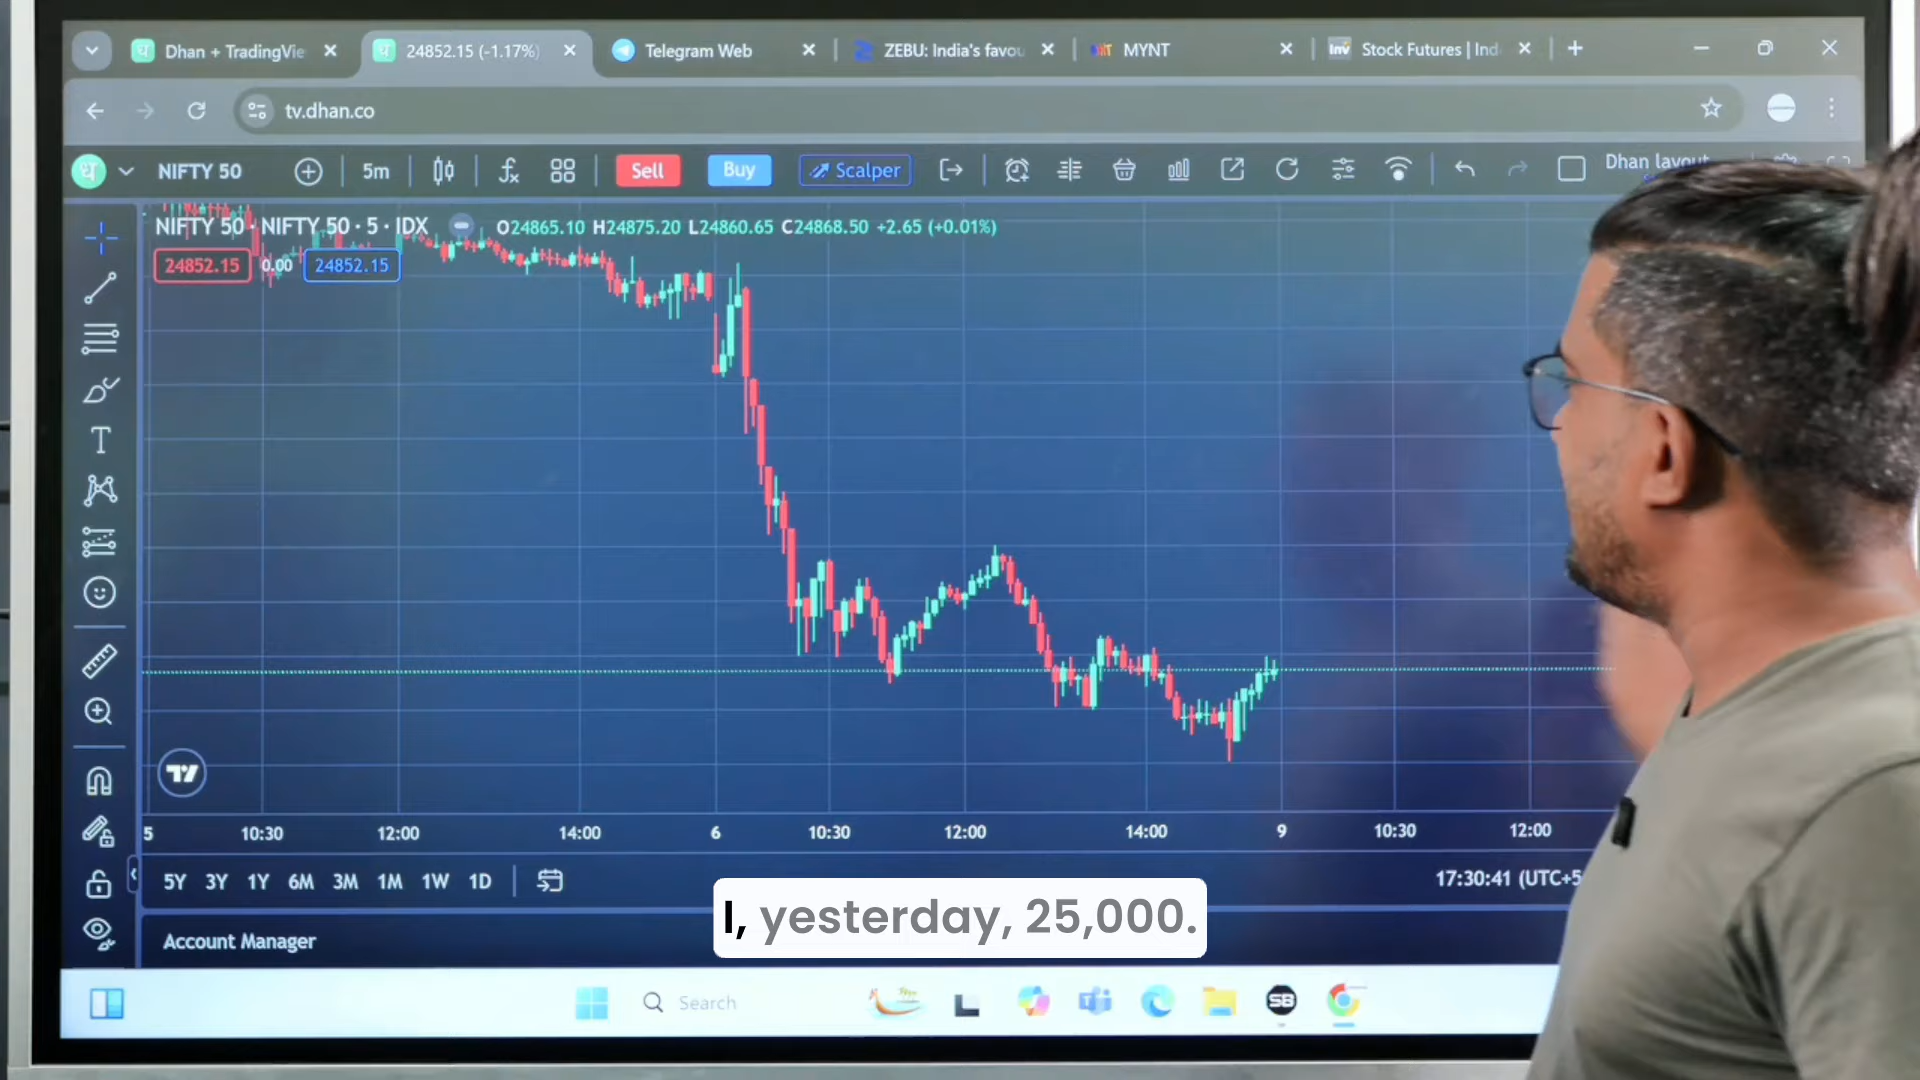 Dhan + TradingVie
24852.15 (-1.17%)
Telegram Web
ZEBU: India's favou
MYNT
Inv
Stock Futures | Ind
tv.dhan.co
NIFTY 50
5m
Sell
Buy
Scalper
Dhan layout
NIFTY 50 · NIFTY 50 · 5 · IDX
O24865.10 H24875.20 L24860.65 C24868.50 +2.65 (+0.01%)
24852.15
0.00
24852.15
5
10:30
12:00
14:00
6
10:30
12:00
14:00
9
10:30
12:00
5Y 3Y 1Y 6M 3M 1M 1W 1D
17:30:41 (UTC+5
I, yesterday, 25,000.
Account Manager
Search
SB